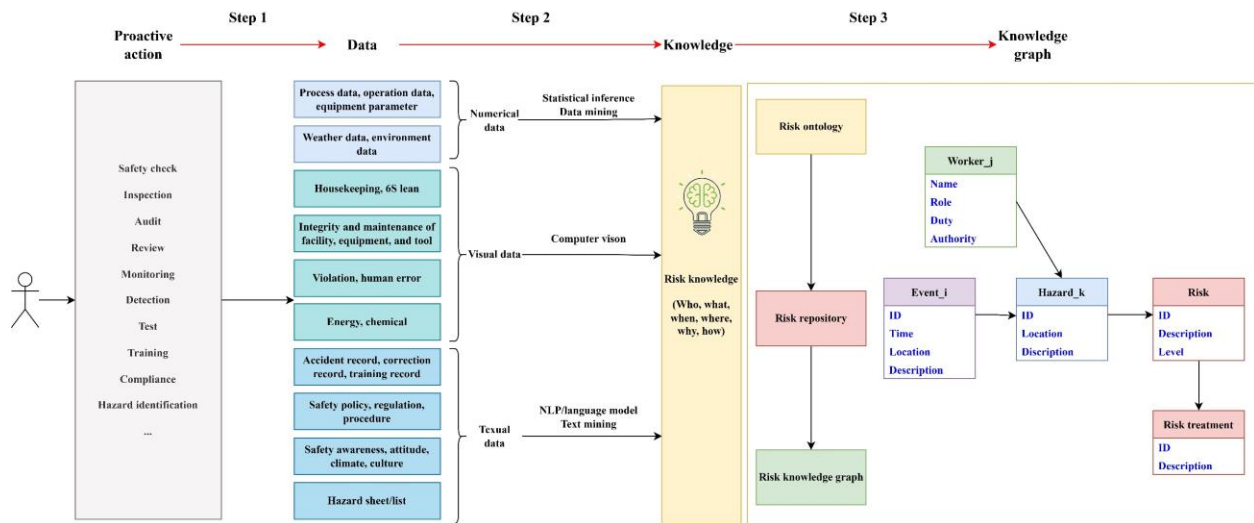 Step 1
Step 2
Step 3
Proactive
action
Data
Knowledge
Knowledge
graph
Safety check
Inspection
Audit
Review
Monitoring
Detection
Test
Training
Compliance
Hazard identification
...
Process data, operation data,
equipment parameter
Weather data, environment
data
Housekeeping, 6S lean
Integrity and maintenance of
facility, equipment, and tool
Violation, human error
Energy, chemical
Accident record, correction
record, training record
Safety policy, regulation,
procedure
Safety awareness, attitude,
climate, culture
Hazard sheet/list
Numerical
data
Visual data
Texual
data
Statistical inference
Data mining
Computer vison
NLP/language model
Text mining
Risk knowledge
(Who, what,
when, where,
why, how)
Risk ontology
Risk repository
Risk knowledge graph
Worker_j
Name
Role
Duty
Authority
Event_i
ID
Time
Location
Description
Hazard_k
ID
Location
Discription
Risk
ID
Description
Level
Risk treatment
ID
Description